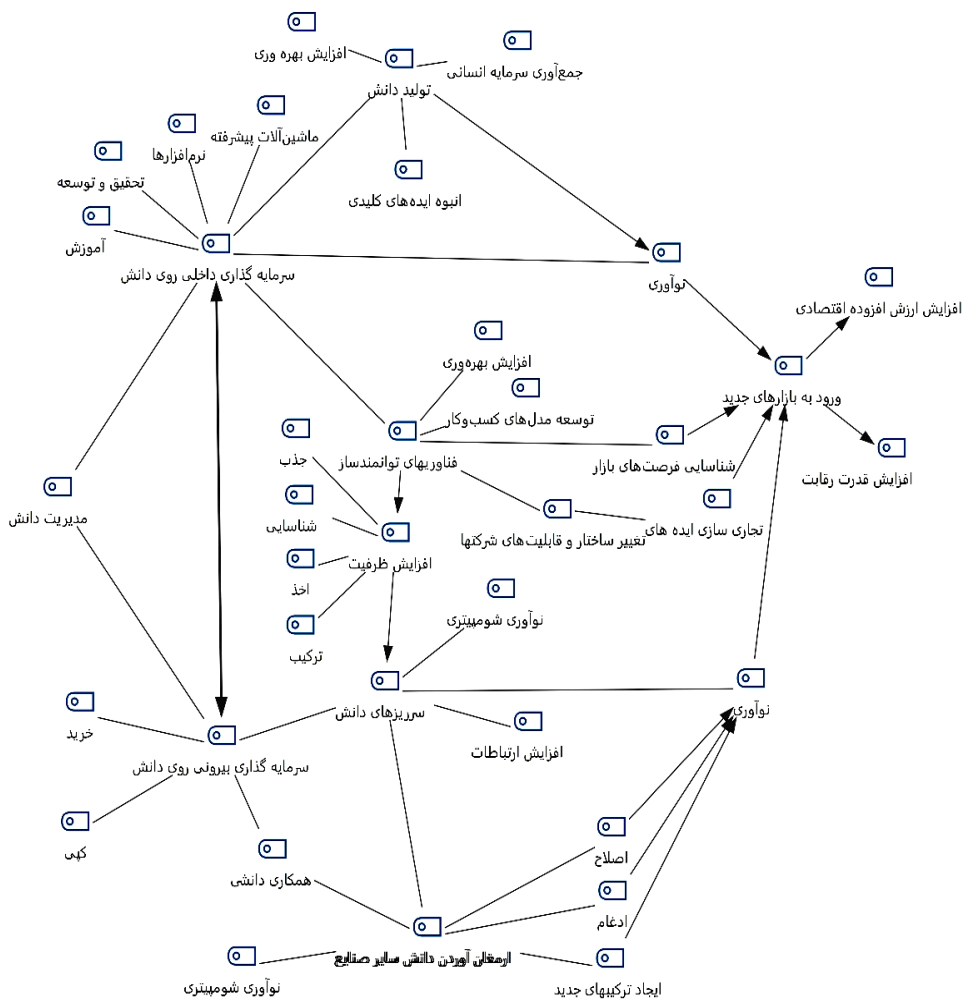 افزایش بهره وری
جمع‌آوری سرمایه انسانی
تولید دانش
ماشین‌آلات پیشرفته
نرم‌افزارها
تحقیق و توسعه
انبوه ایده‌های کلیدی
آموزش
سرمایه گذاری داخلی روی دانش
نوآوری
افزایش ارزش افزوده اقتصادی
افزایش بهره‌وری
ورود به بازارهای جدید
توسعه مدل‌های کسب‌وکار
جذب
فناوریهای توانمندساز
شناسایی فرصت‌های بازار
افزایش قدرت رقابت
مدیریت دانش
شناسایی
تغییر ساختار و قابلیت‌های شرکتها
تجاری سازی ایده های
افزایش ظرفیت
اخذ
نوآوری شومپیتری
ترکیب
سرریزهای دانش
نوآوری
خرید
افزایش ارتباطات
سرمایه گذاری بیرونی روی دانش
کپی
اصلاح
همکاری دانشی
ادغام
ارمغان آوردن دانش سایر صنایع
نوآوری شومپیتری
ایجاد ترکیبهای جدید